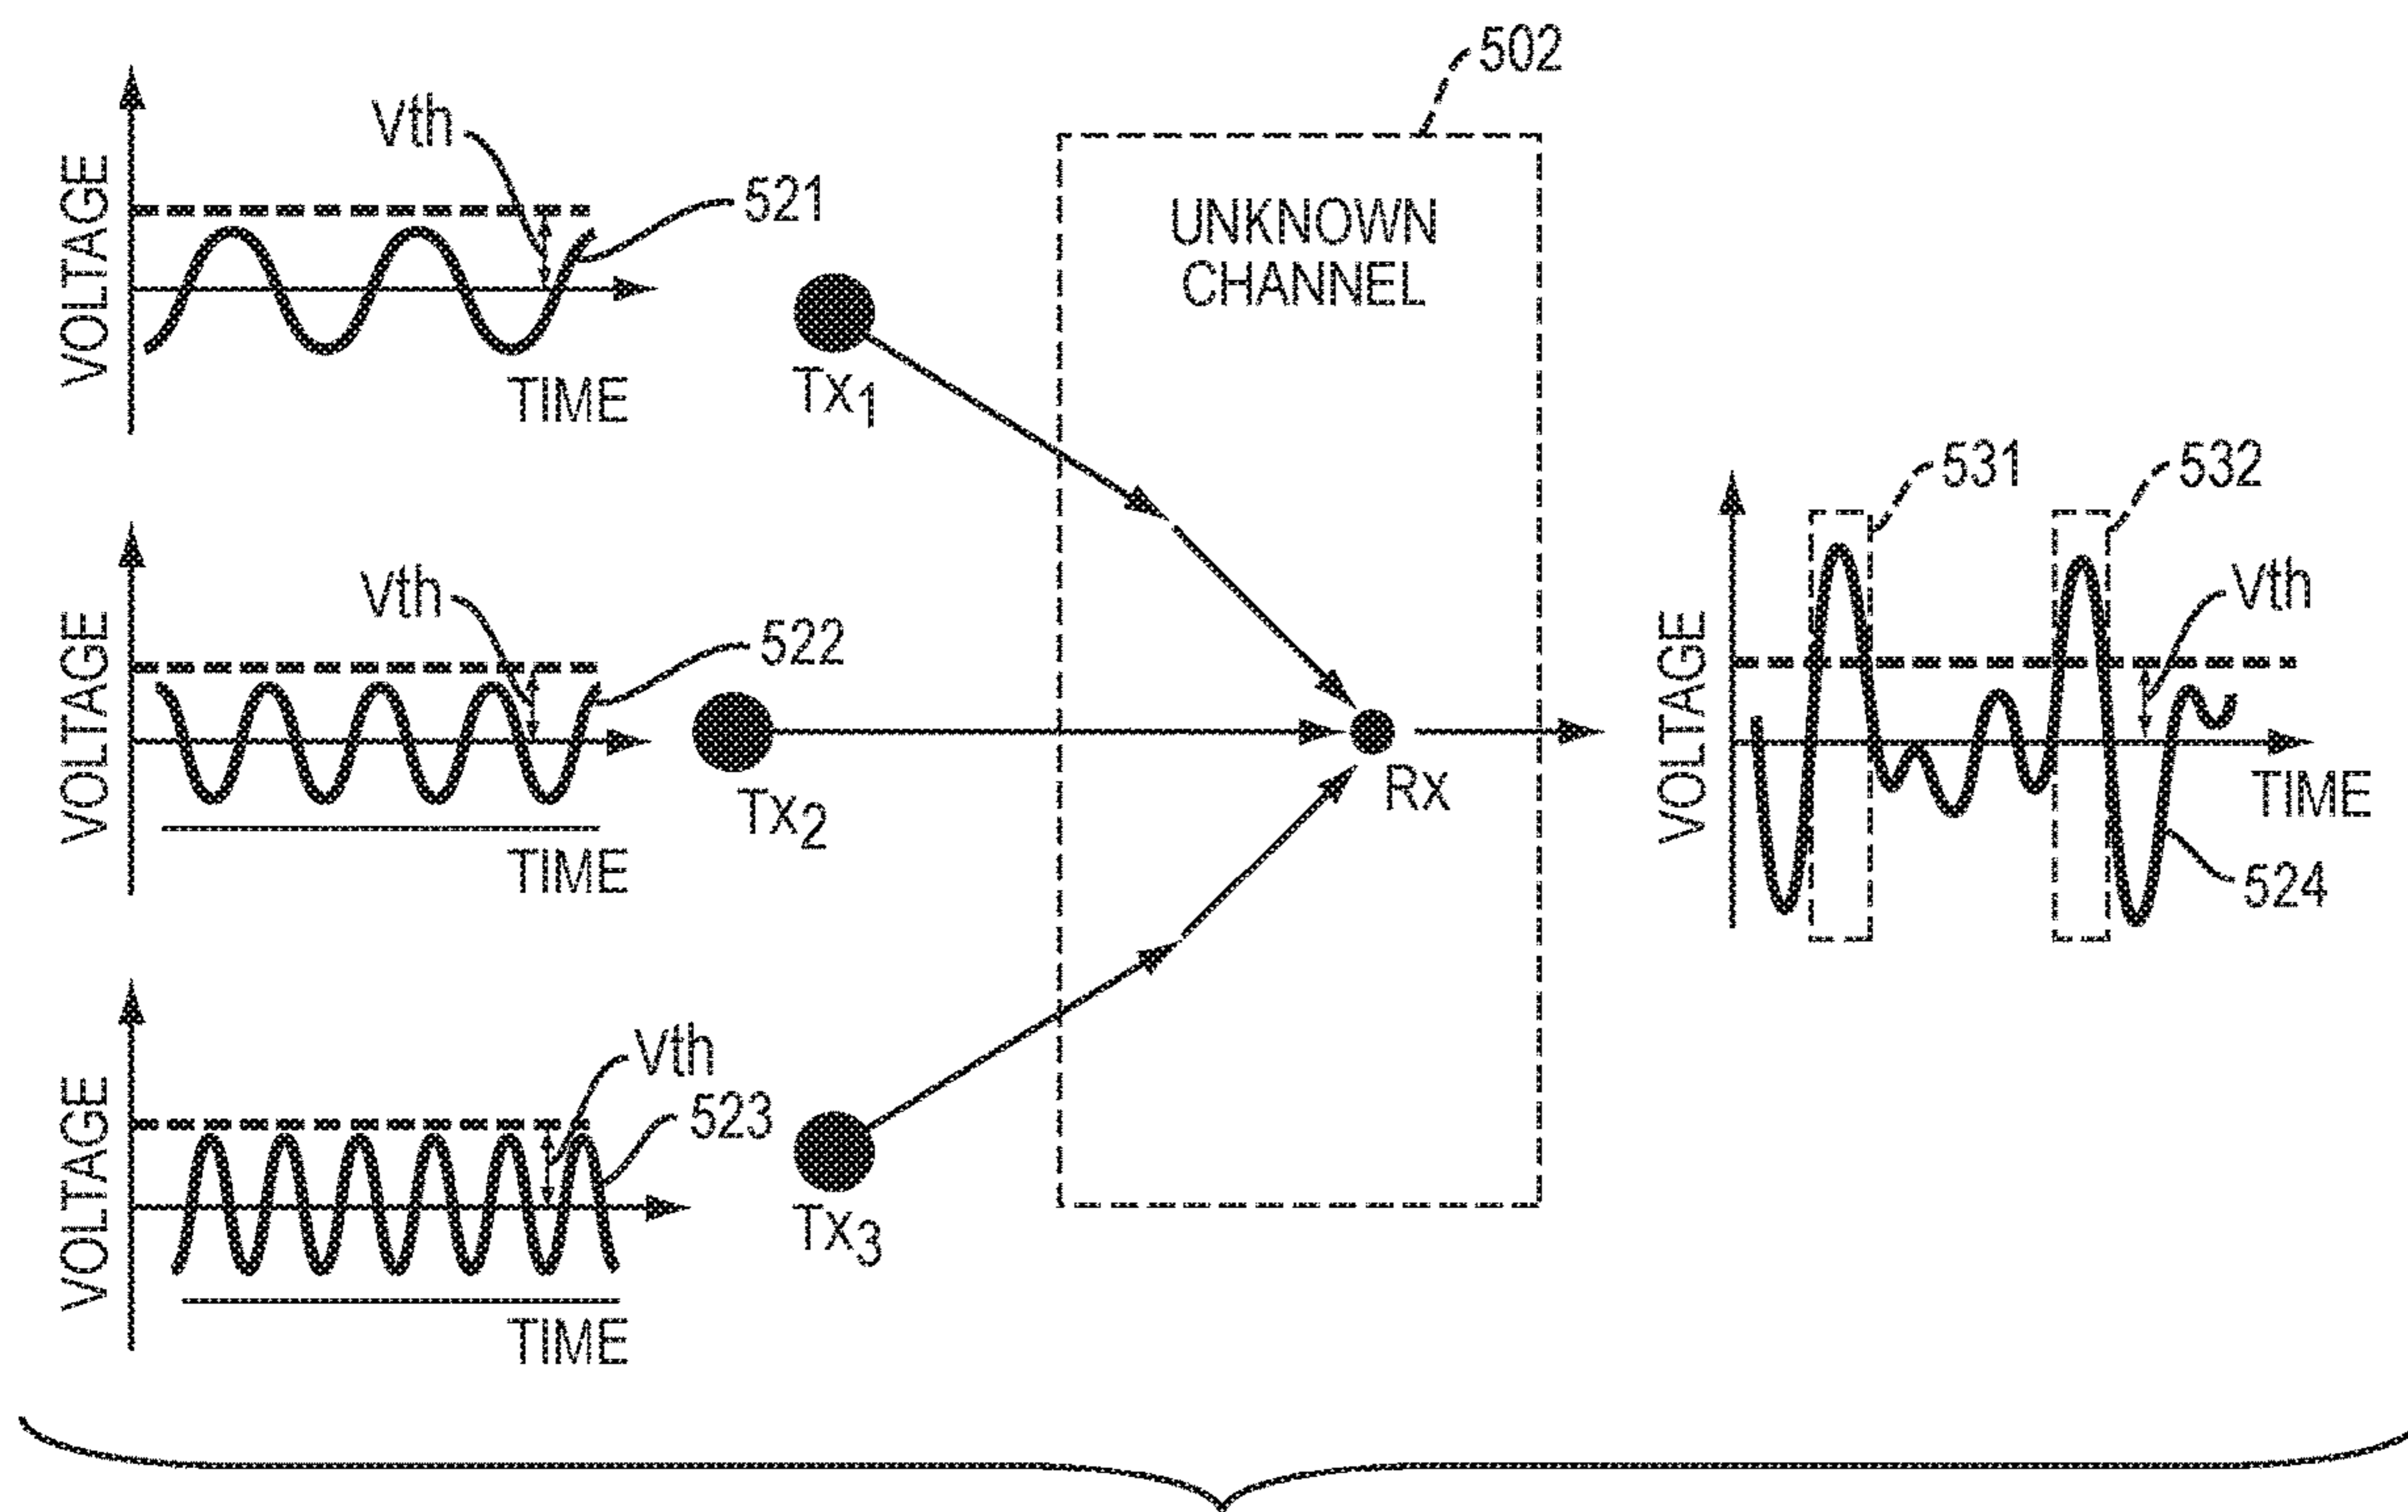 502
Vth
521
VOLTAGE
UNKNOWN
CHANNEL
TIME
Tx1
531
532
Vth
522
VOLTAGE
Tx2
TIME
Rx
VOLTAGE
Vth
TIME
524
Vth
523
VOLTAGE
Tx3
TIME